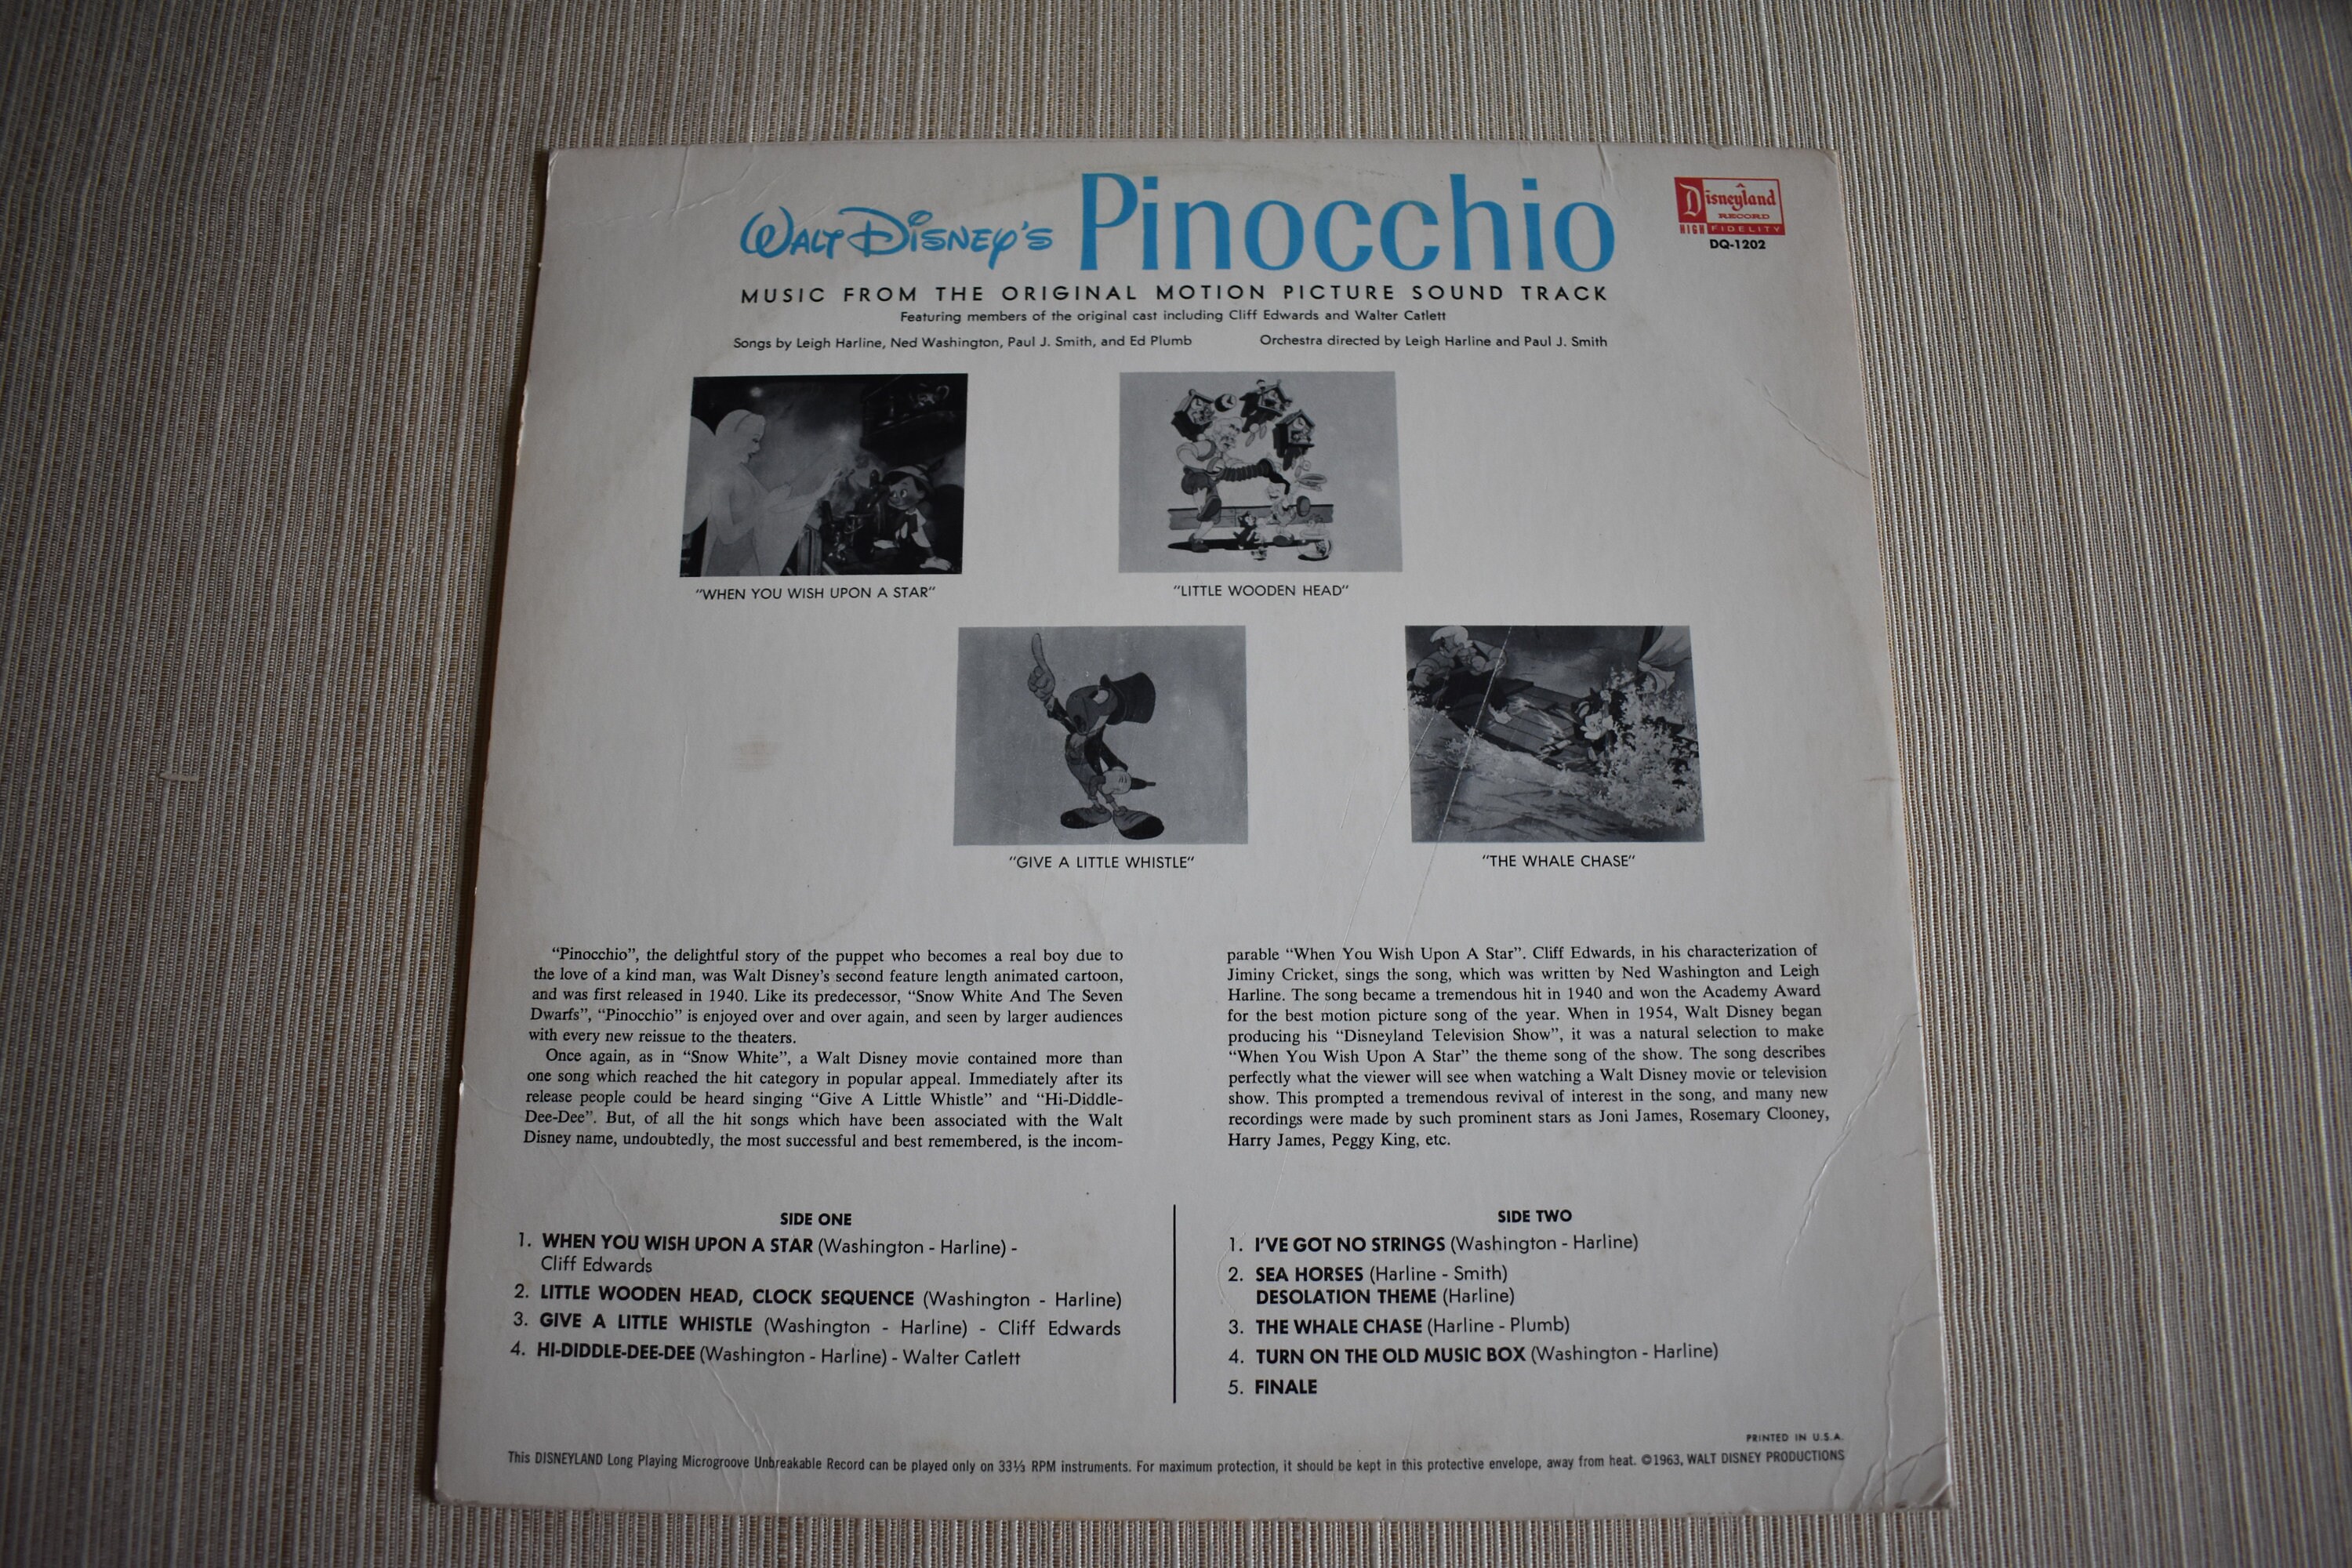 WALT DISNEY'S Pinocchio
Disneyland
RECORD
HIGH FIDELITY
DQ-1202
MUSIC FROM THE ORIGINAL MOTION PICTURE SOUND TRACK
Featuring members of the original cast including Cliff Edwards and Walter Catlett
Songs by Leigh Harline, Ned Washington, Paul J. Smith, and Ed Plumb
Orchestra directed by Leigh Harline and Paul J. Smith
"WHEN YOU WISH UPON A STAR"
"LITTLE WOODEN HEAD"
"GIVE A LITTLE WHISTLE"
"THE WHALE CHASE"
“Pinocchio”, the delightful story of the puppet who becomes a real boy due to
the love of a kind man, was Walt Disney's second feature length animated cartoon,
and was first released in 1940. Like its predecessor, “Snow White And The Seven
Dwarfs”, “Pinocchio” is enjoyed over and over again, and seen by larger audiences
with every new reissue to the theaters.
Once again, as in “Snow White”, a Walt Disney movie contained more than
one song which reached the hit category in popular appeal. Immediately after its
release people could be heard singing “Give A Little Whistle” and “Hi-Diddle-
Dee-Dee”. But, of all the hit songs which have been associated with the Walt
Disney name, undoubtedly, the most successful and best remembered, is the incom-
parable “When You Wish Upon A Star”. Cliff Edwards, in his characterization of
Jiminy Cricket, sings the song, which was written by Ned Washington and Leigh
Harline. The song became a tremendous hit in 1940 and won the Academy Award
for the best motion picture song of the year. When in 1954, Walt Disney began
producing his “Disneyland Television Show”, it was a natural selection to make
“When You Wish Upon A Star” the theme song of the show. The song describes
perfectly what the viewer will see when watching a Walt Disney movie or television
show. This prompted a tremendous revival of interest in the song, and many new
recordings were made by such prominent stars as Joni James, Rosemary Clooney,
Harry James, Peggy King, etc.
SIDE ONE
1. WHEN YOU WISH UPON A STAR (Washington - Harline) -
Cliff Edwards
2. LITTLE WOODEN HEAD, CLOCK SEQUENCE (Washington - Harline)
3. GIVE A LITTLE WHISTLE (Washington - Harline) - Cliff Edwards
4. HI-DIDDLE-DEE-DEE (Washington - Harline) - Walter Catlett
SIDE TWO
1. I'VE GOT NO STRINGS (Washington - Harline)
2. SEA HORSES (Harline - Smith)
DESOLATION THEME (Harline)
3. THE WHALE CHASE (Harline - Plumb)
4. TURN ON THE OLD MUSIC BOX (Washington - Harline)
5. FINALE
PRINTED IN U.S.A.
This DISNEYLAND Long Playing Microgroove Unbreakable Record can be played only on 33⅓ RPM instruments. For maximum protection, it should be kept in this protective envelope, away from heat. ©1963, WALT DISNEY PRODUCTIONS